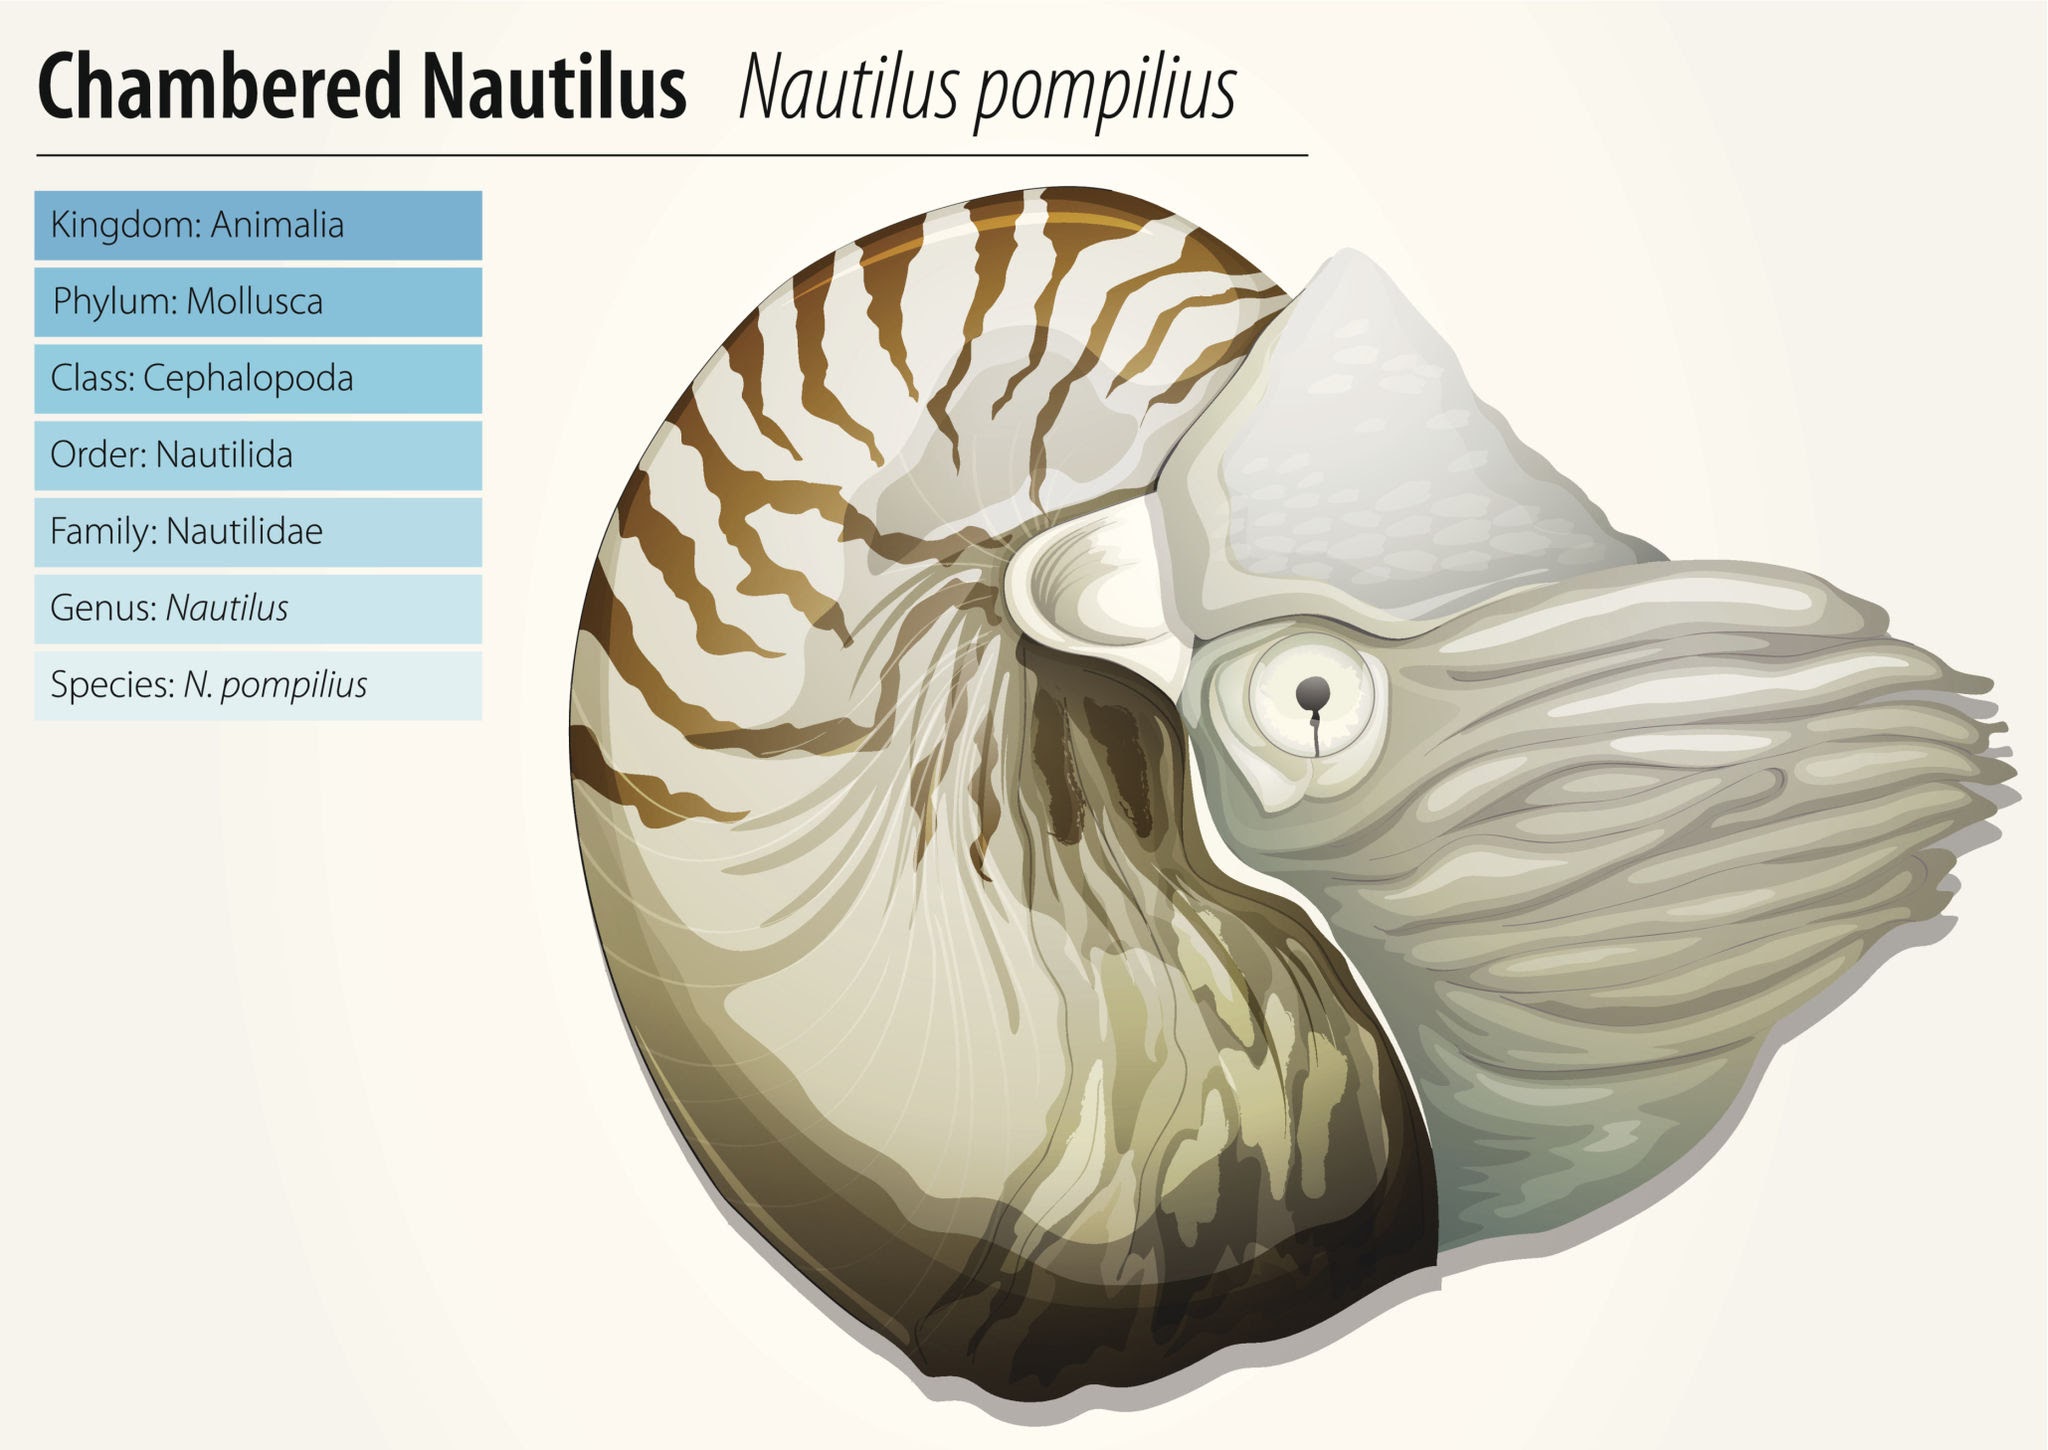 Chambered Nautilus Nautilus pompilius
Kingdom: Animalia
Phylum: Mollusca
Class: Cephalopoda
Order: Nautilida
Family: Nautilidae
Genus: Nautilus
Species: N. pompilius